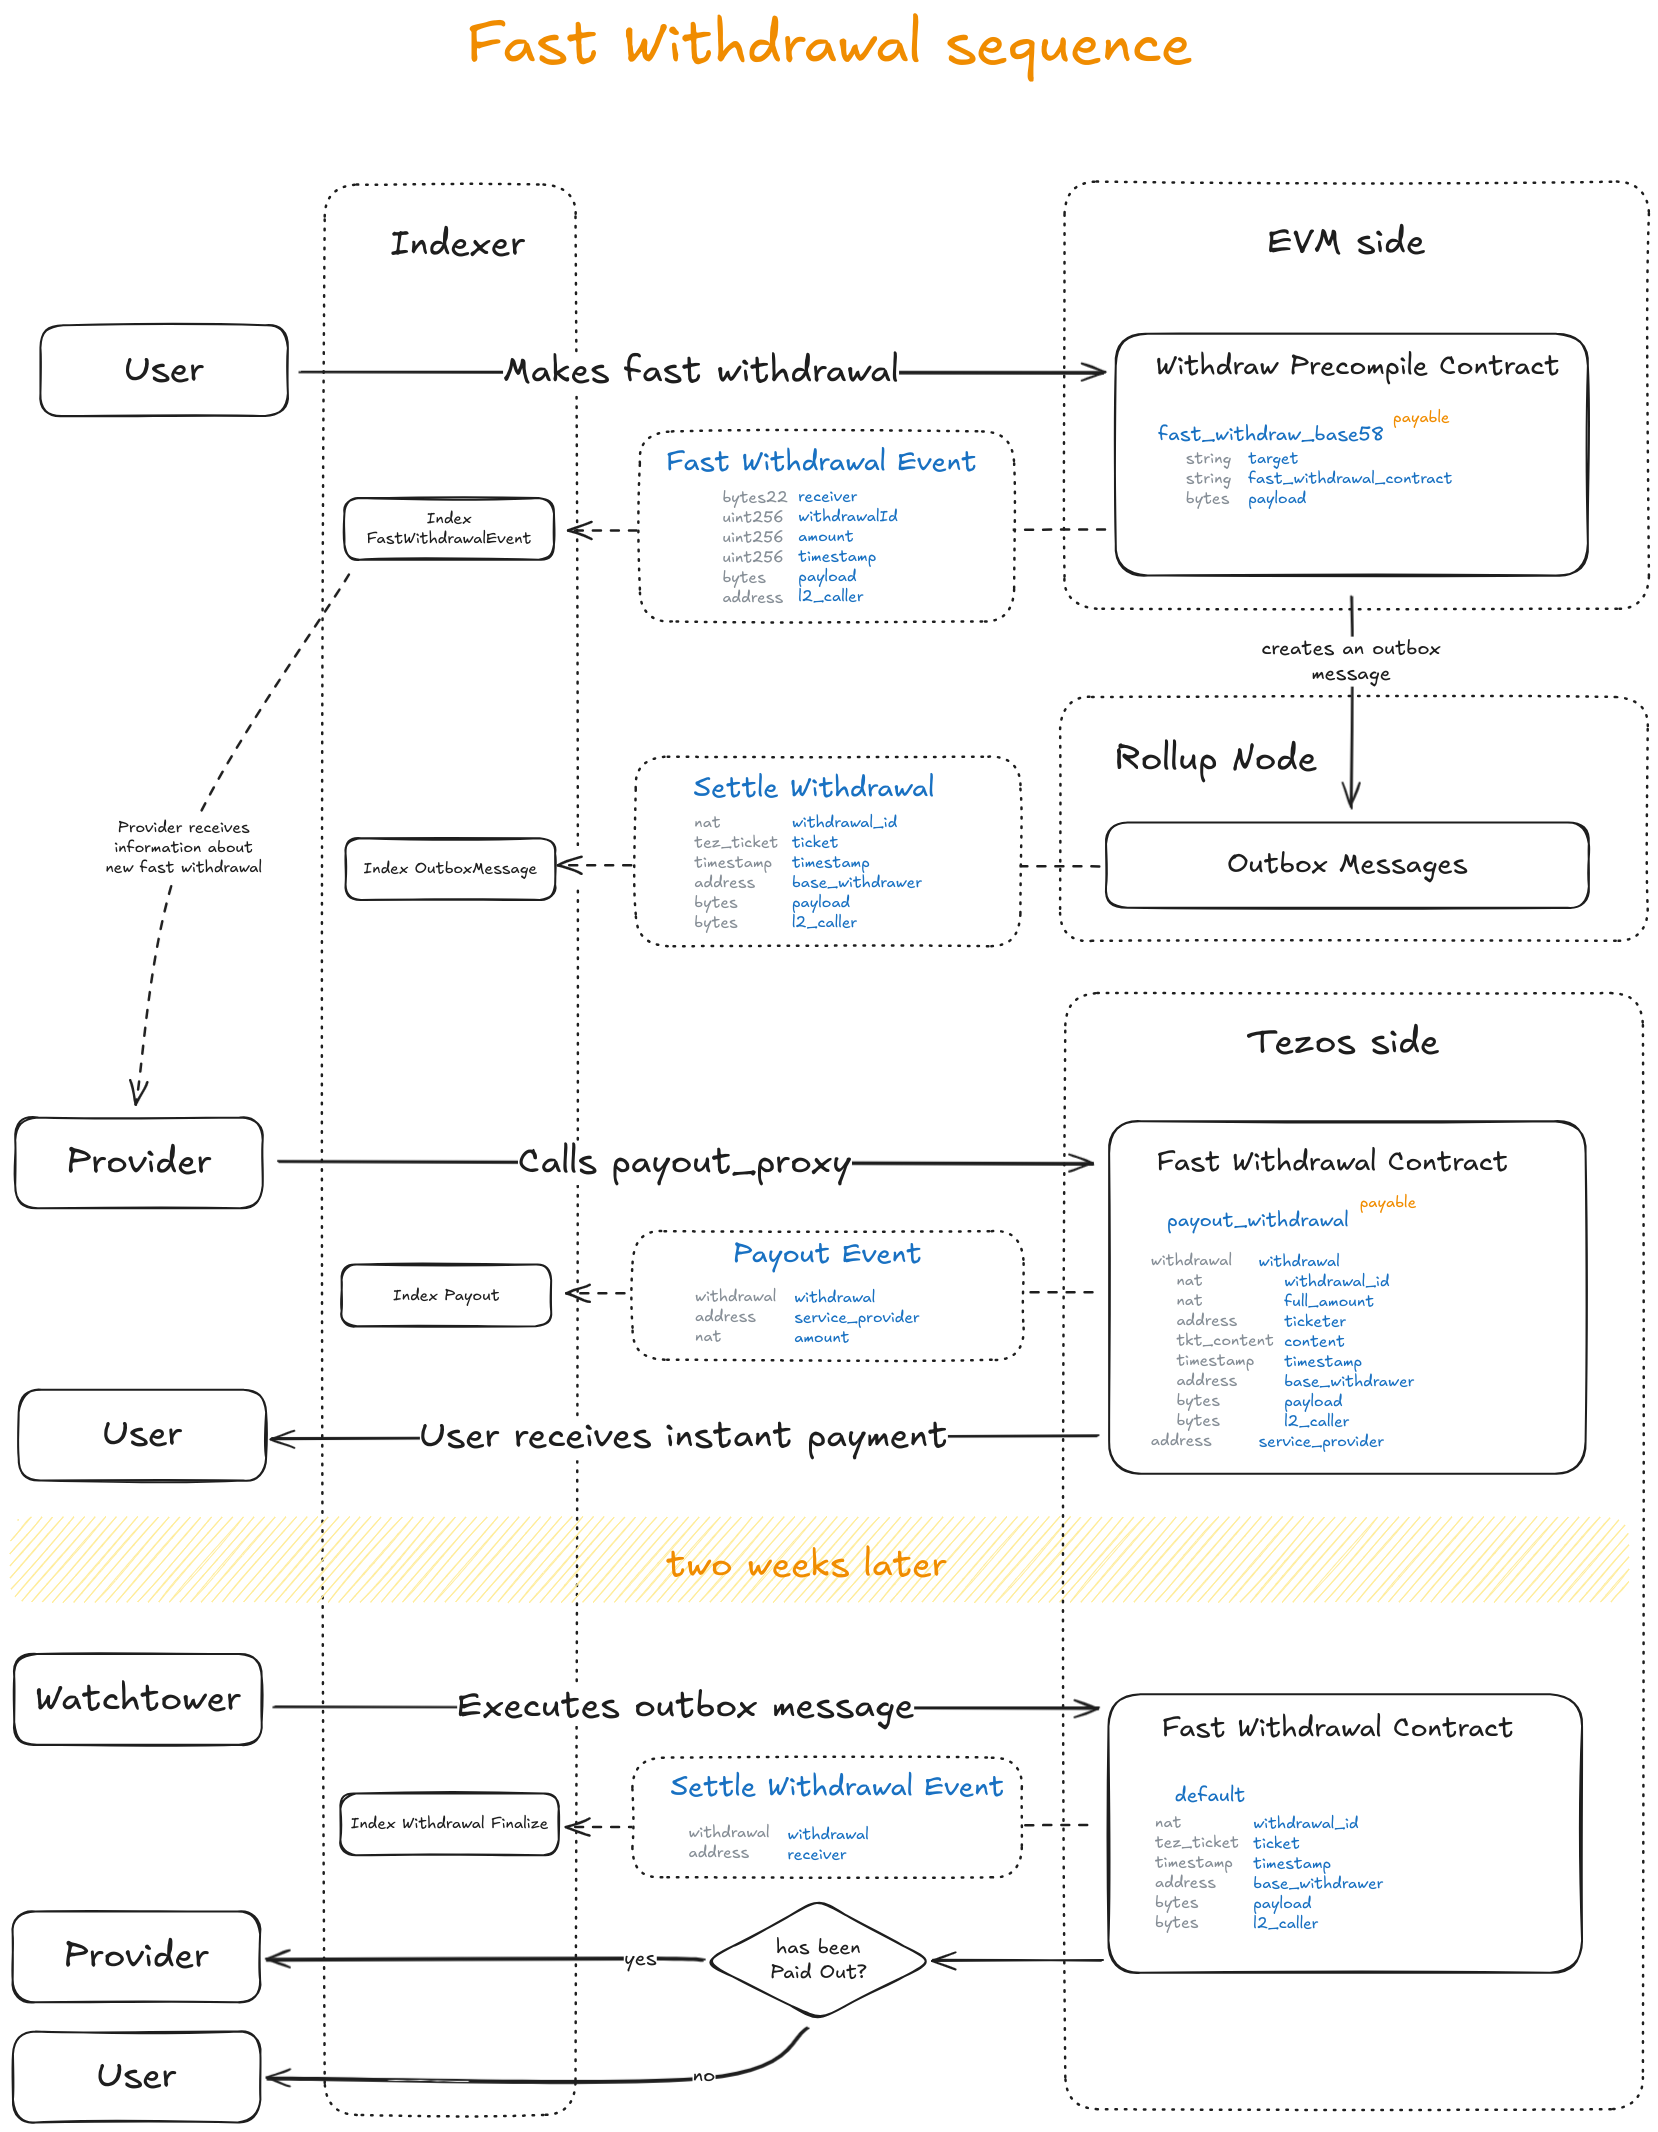 Fast Withdrawal sequence
Indexer
EVM side
User
Makes fast withdrawal
Withdraw Precompile Contract
payable
fast_withdraw_base58
string target
string fast_withdrawal_contract
bytes payload
Fast Withdrawal Event
bytes22 receiver
uint256 withdrawalId
uint256 amount
uint256 timestamp
bytes payload
address l2_caller
Index
FastWithdrawalEvent
creates an outbox
message
Rollup Node
Outbox Messages
Settle Withdrawal
nat withdrawal_id
tez_ticket ticket
timestamp timestamp
address base_withdrawer
bytes payload
bytes l2_caller
Index OutboxMessage
Provider receives
information about
new fast withdrawal
Tezos side
Provider
Calls payout_proxy
Fast Withdrawal Contract
payable
payout_withdrawal
withdrawal withdrawal
nat withdrawal_id
nat full_amount
address ticketer
tkt_content content
timestamp timestamp
address base_withdrawer
bytes payload
bytes l2_caller
address service_provider
Payout Event
withdrawal withdrawal
address service_provider
nat amount
Index Payout
User
User receives instant payment
two weeks later
Watchtower
Executes outbox message
Fast Withdrawal Contract
default
nat withdrawal_id
tez_ticket ticket
timestamp timestamp
address base_withdrawer
bytes payload
bytes l2_caller
Settle Withdrawal Event
withdrawal withdrawal
address receiver
Index Withdrawal Finalize
has been
Paid Out?
yes
Provider
no
User